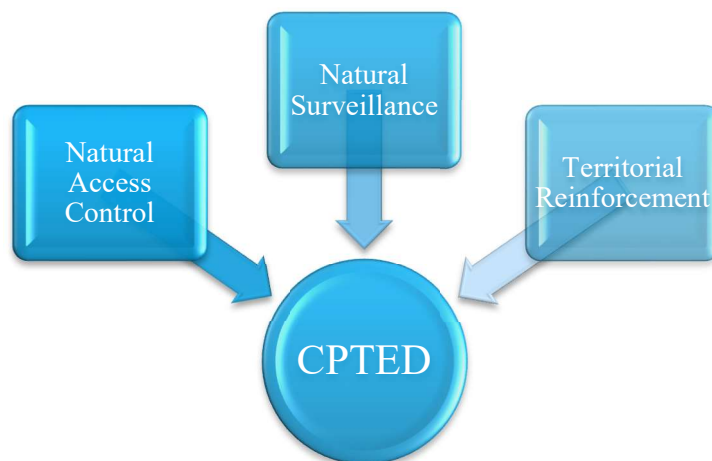 Natural
Access
Control
Natural
Surveillance
Territorial
Reinforcement
CPTED